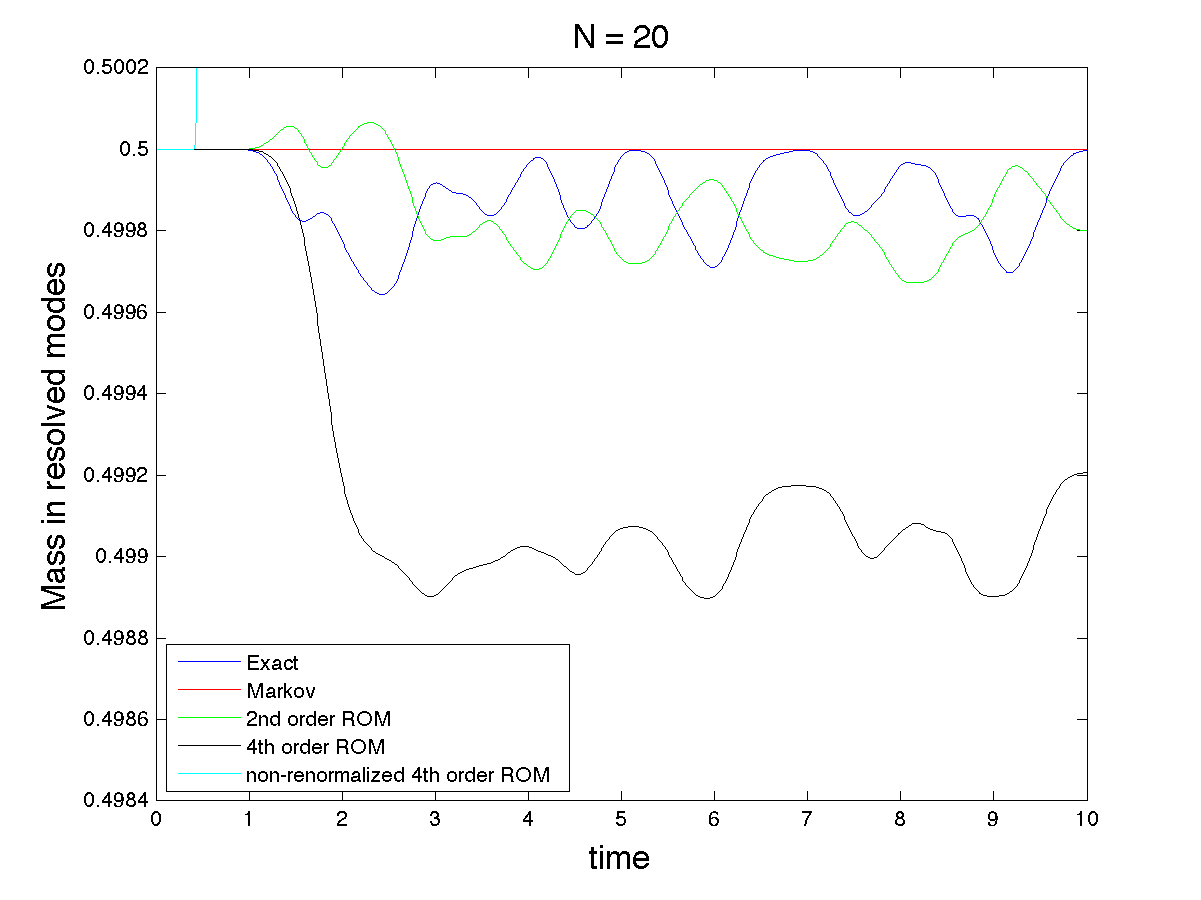 N = 20
0.5002
0.5
0.4998
0.4996
0.4994
0.4992
0.499
0.4988
0.4986
0.4984
Mass in resolved modes
Exact
Markov
2nd order ROM
4th order ROM
non-renormalized 4th order ROM
0 1 2 3 4 5 6 7 8 9 10
time